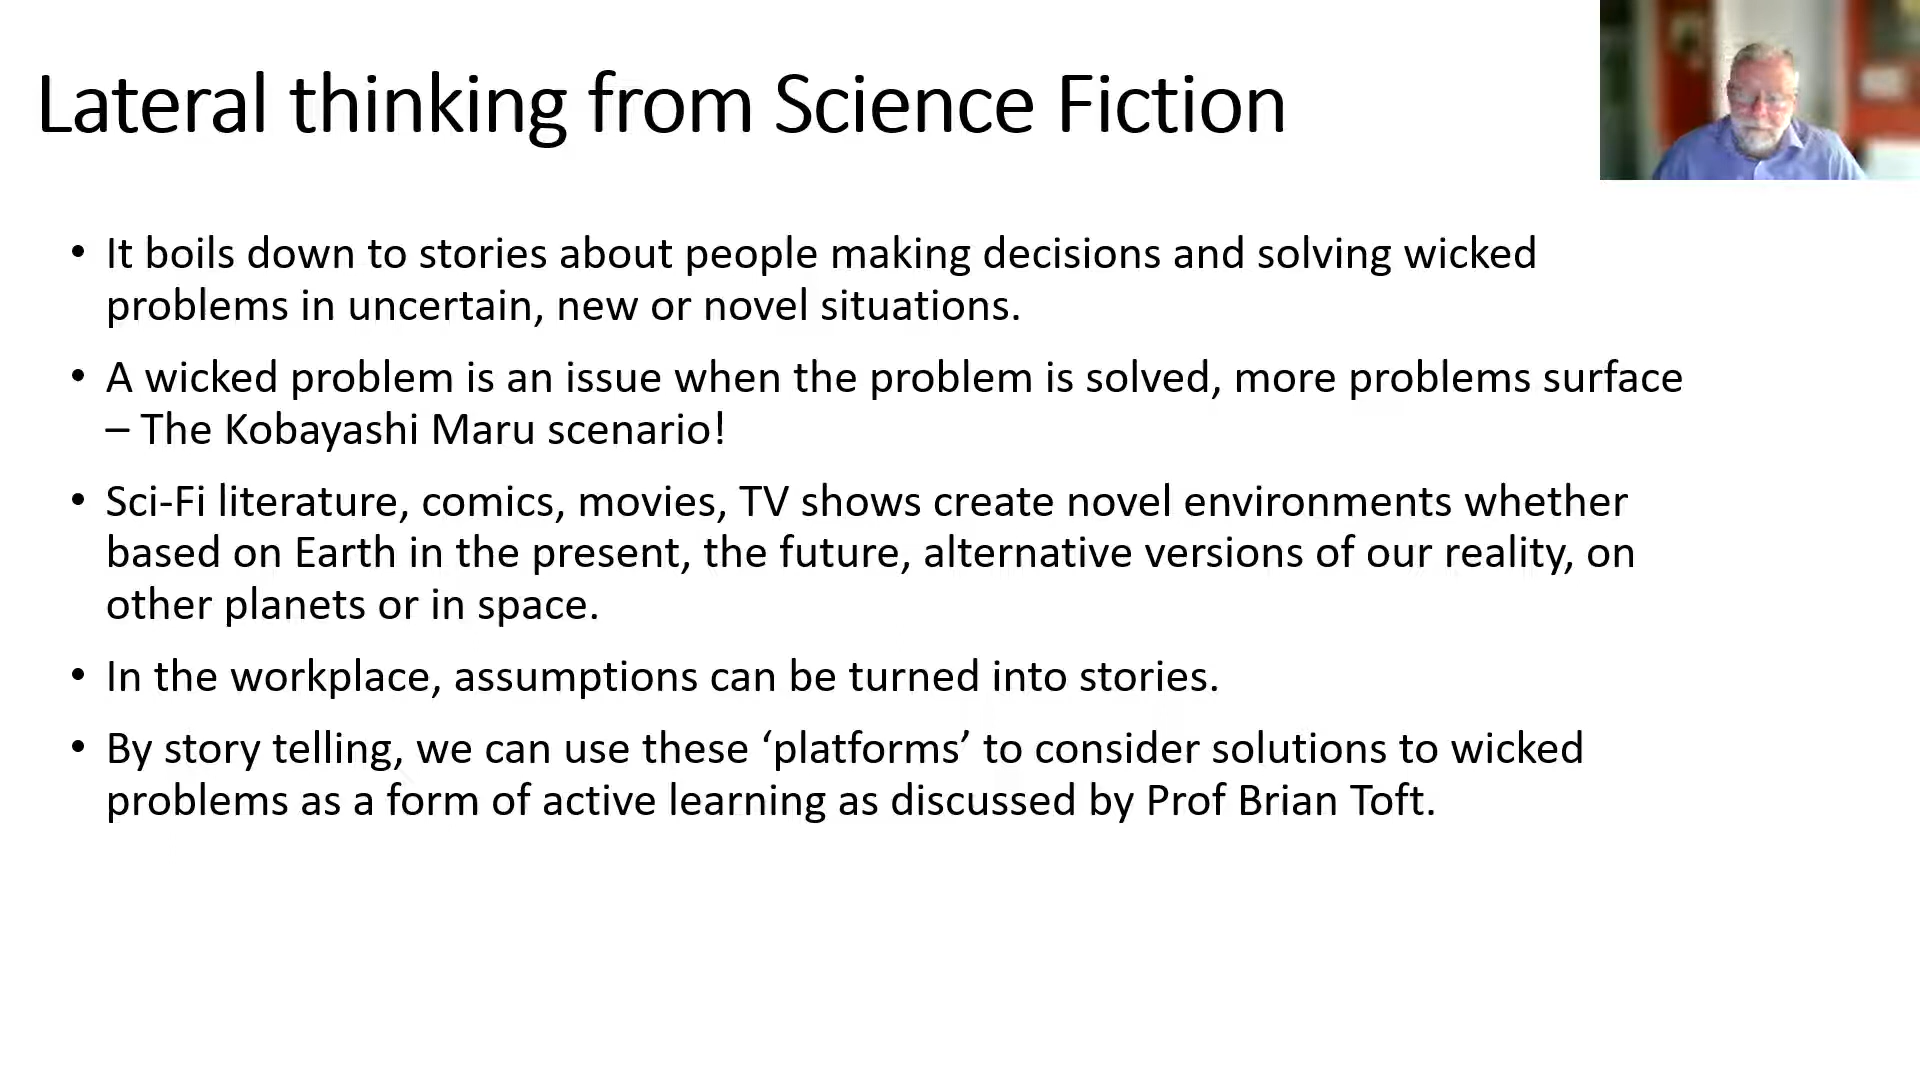 Lateral thinking from Science Fiction
• It boils down to stories about people making decisions and solving wicked
problems in uncertain, new or novel situations.
• A wicked problem is an issue when the problem is solved, more problems surface
– The Kobayashi Maru scenario!
• Sci-Fi literature, comics, movies, TV shows create novel environments whether
based on Earth in the present, the future, alternative versions of our reality, on
other planets or in space.
• In the workplace, assumptions can be turned into stories.
• By story telling, we can use these ‘platforms’ to consider solutions to wicked
problems as a form of active learning as discussed by Prof Brian Toft.